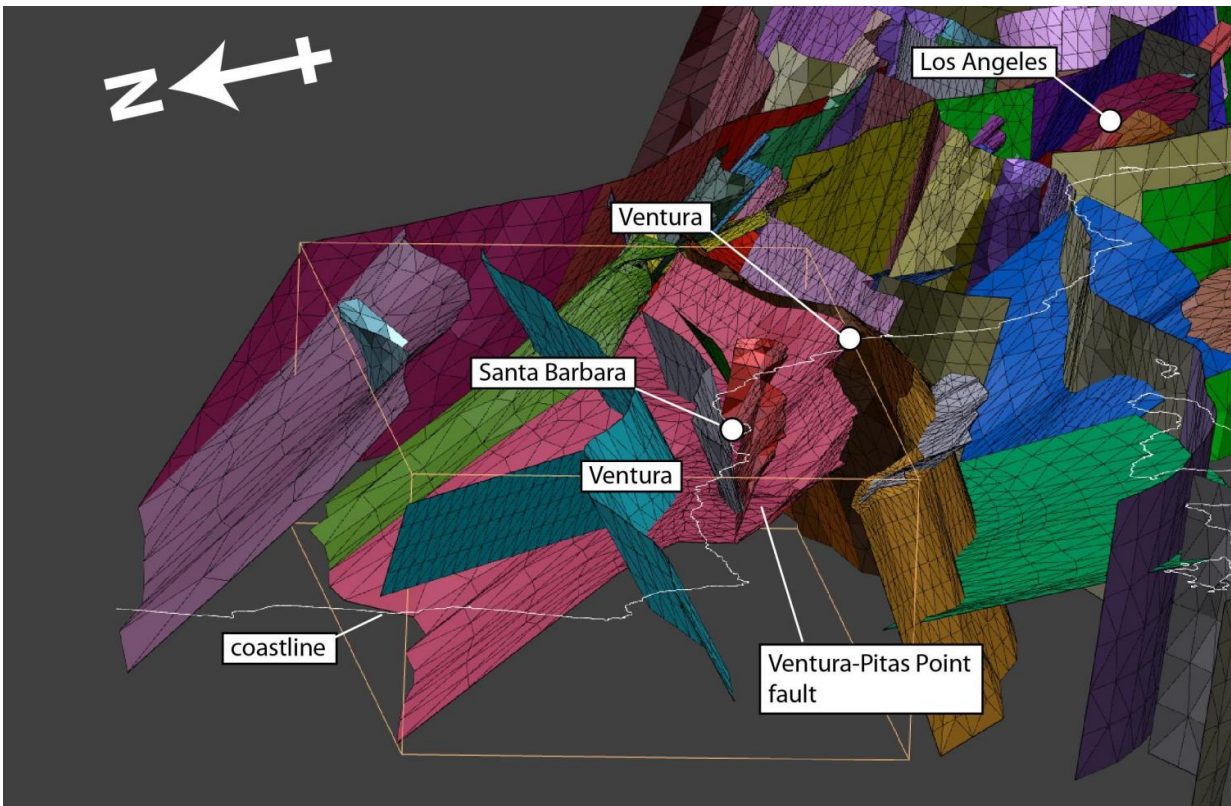 N
Los Angeles
Ventura
Santa Barbara
Ventura
coastline
Ventura-Pitas Point
fault